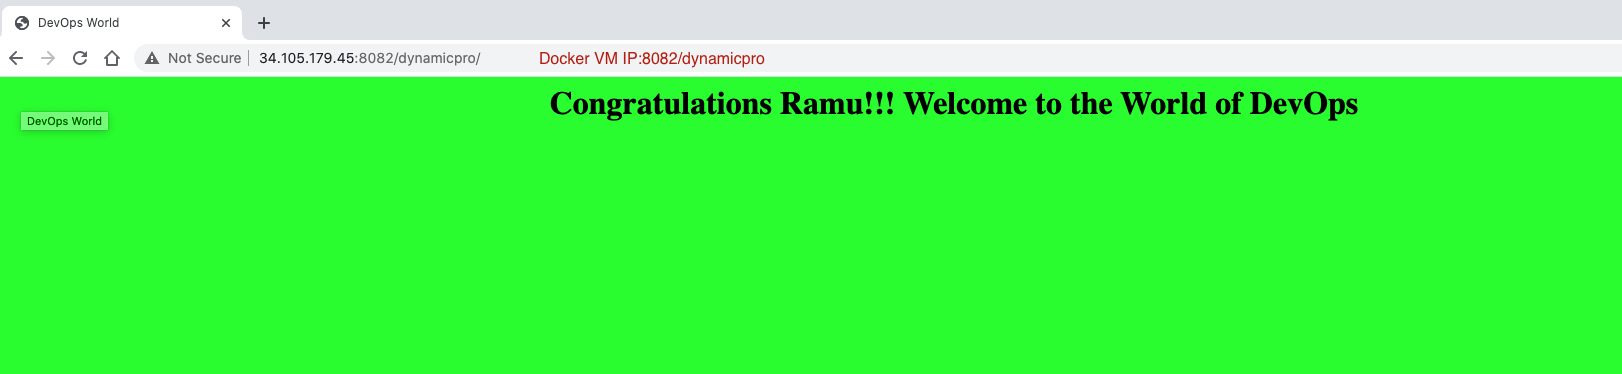 DevOps World
Not Secure 34.105.179.45:8082/dynamicpro/ Docker VM IP:8082/dynamicpro
Congratulations Ramu!!! Welcome to the World of DevOps
DevOps World